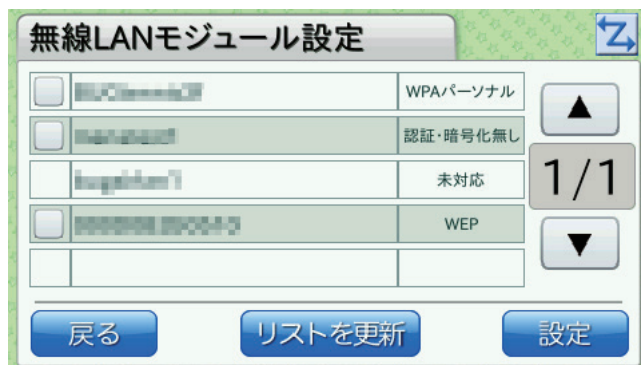 無線LANモジュール設定
Z
WPAパーソナル
認証・暗号化無し
未対応
WEP
▲
1/1
▼
戻る
リストを更新
設定